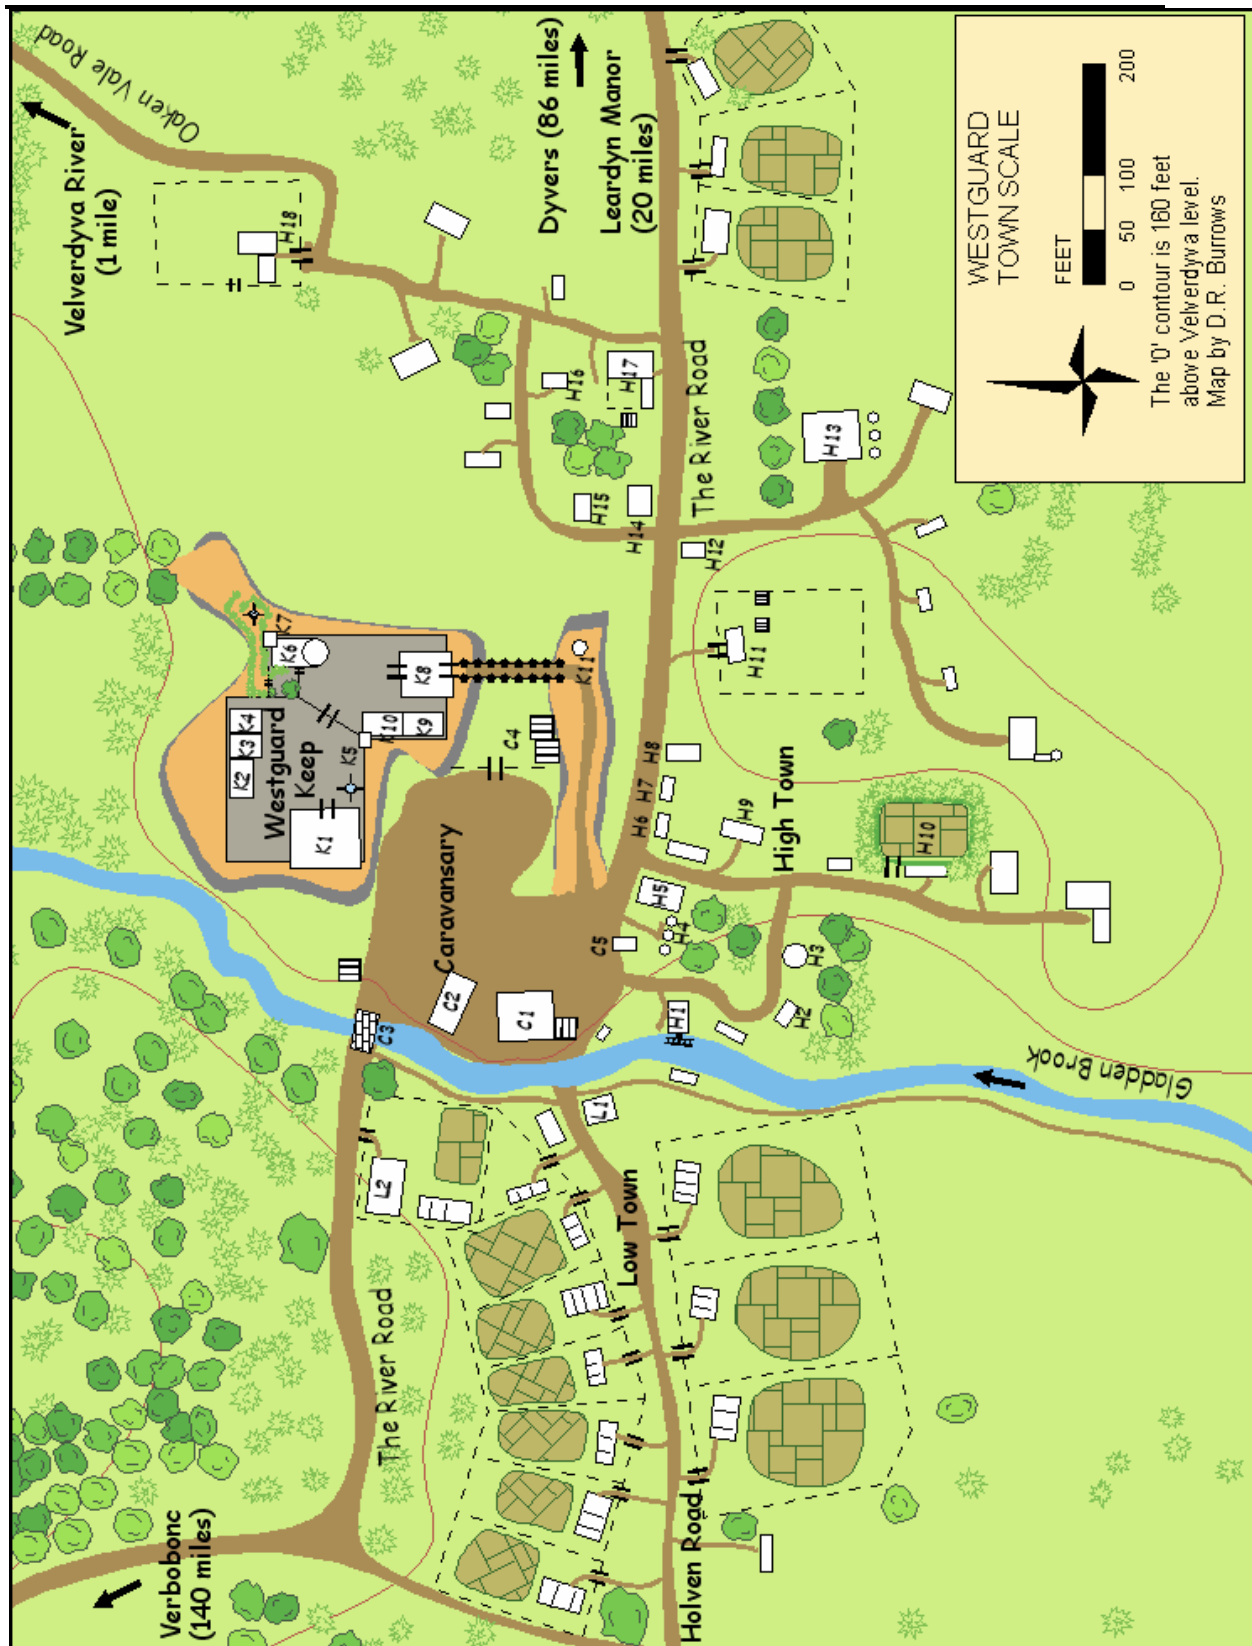 Oaken Vale Road
Velverdyva River
(1 mile)
Dyvers (86 miles)
Leardyn Manor
(20 miles)
H18
H17
H16
H15
H14
H13
H12
H11
The River Road
K7
K6
K4
K3
K2
K5
K10
K9
K8
K11
K1
Westguard
Keep
C4
Caravansary
C2
C1
C3
C5
H8
H7
H6
H9
H5
H4
H10
High Town
H3
H2
H1
Gladden Brook
L1
L2
Low Town
The River Road
Holven Road
Verbobonc
(140 miles)
WESTGUARD
TOWN SCALE
FEET
0 50 100 200
The '0' contour is 160 feet
above Velverdyva level.
Map by D.R. Burrows